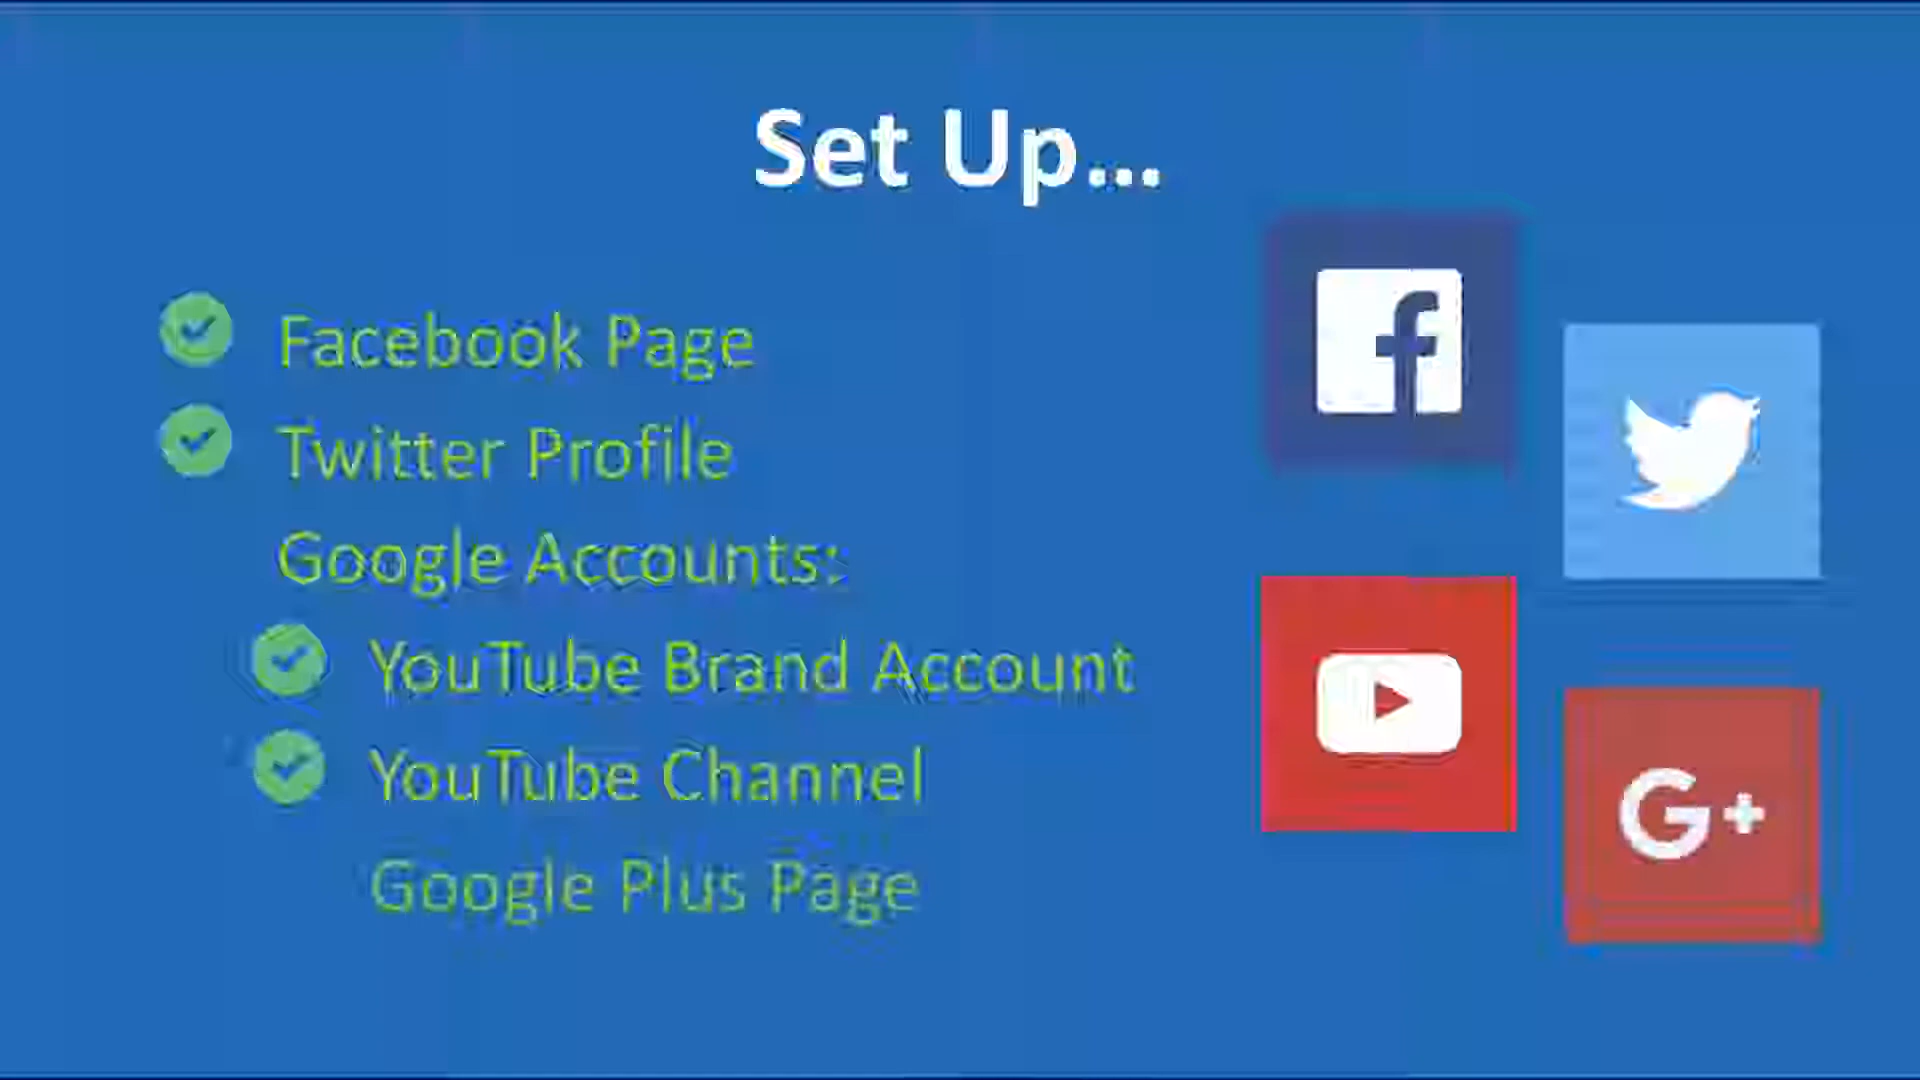 Set Up...
Facebook Page
Twitter Profile
Google Accounts:
YouTube Brand Account
YouTube Channel
Google Plus Page
G+